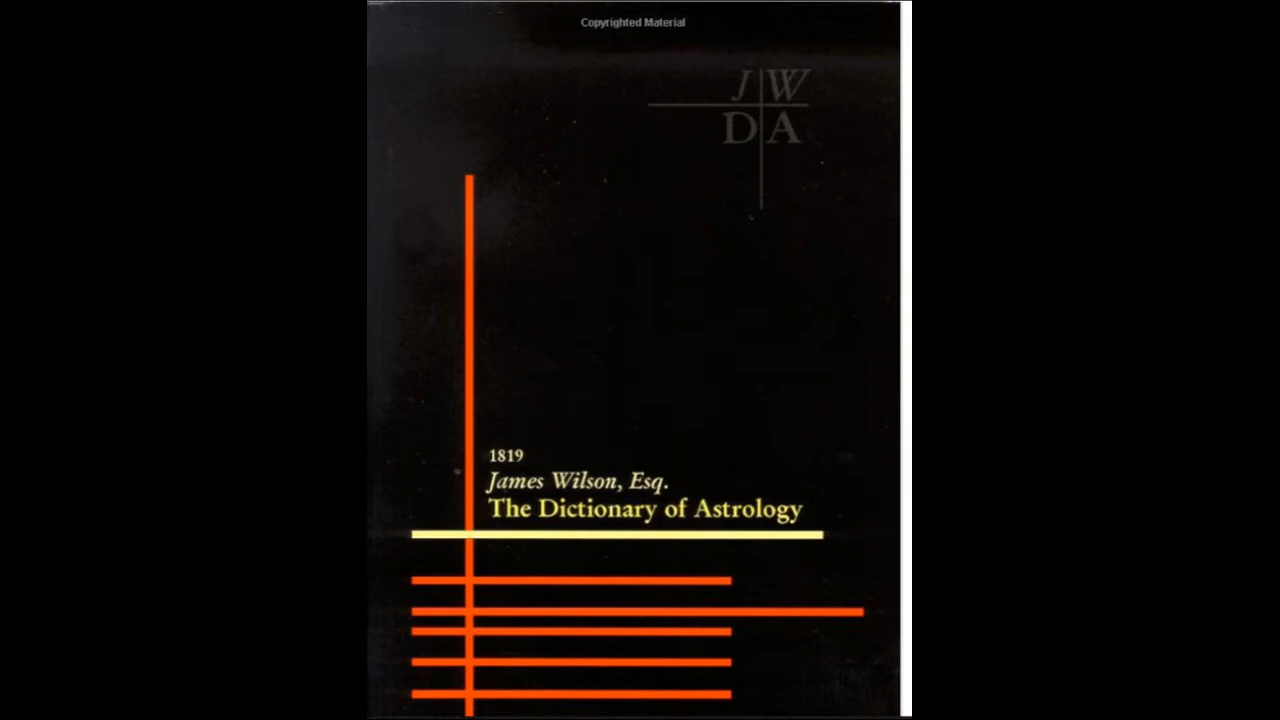 Copyrighted Material
JW
DA
1819
James Wilson, Esq.
The Dictionary of Astrology